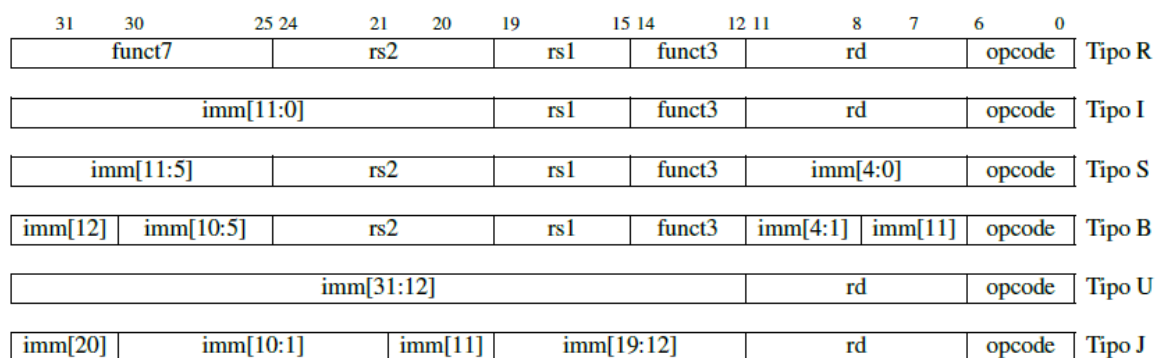 31 30 25 24 21 20 19 15 14 12 11 8 7 6 0
funct7 rs2 rs1 funct3 rd opcode Tipo R
imm[11:0] rs1 funct3 rd opcode Tipo I
imm[11:5] rs2 rs1 funct3 imm[4:0] opcode Tipo S
imm[12] imm[10:5] rs2 rs1 funct3 imm[4:1] imm[11] opcode Tipo B
imm[31:12] rd opcode Tipo U
imm[20] imm[10:1] imm[11] imm[19:12] rd opcode Tipo J